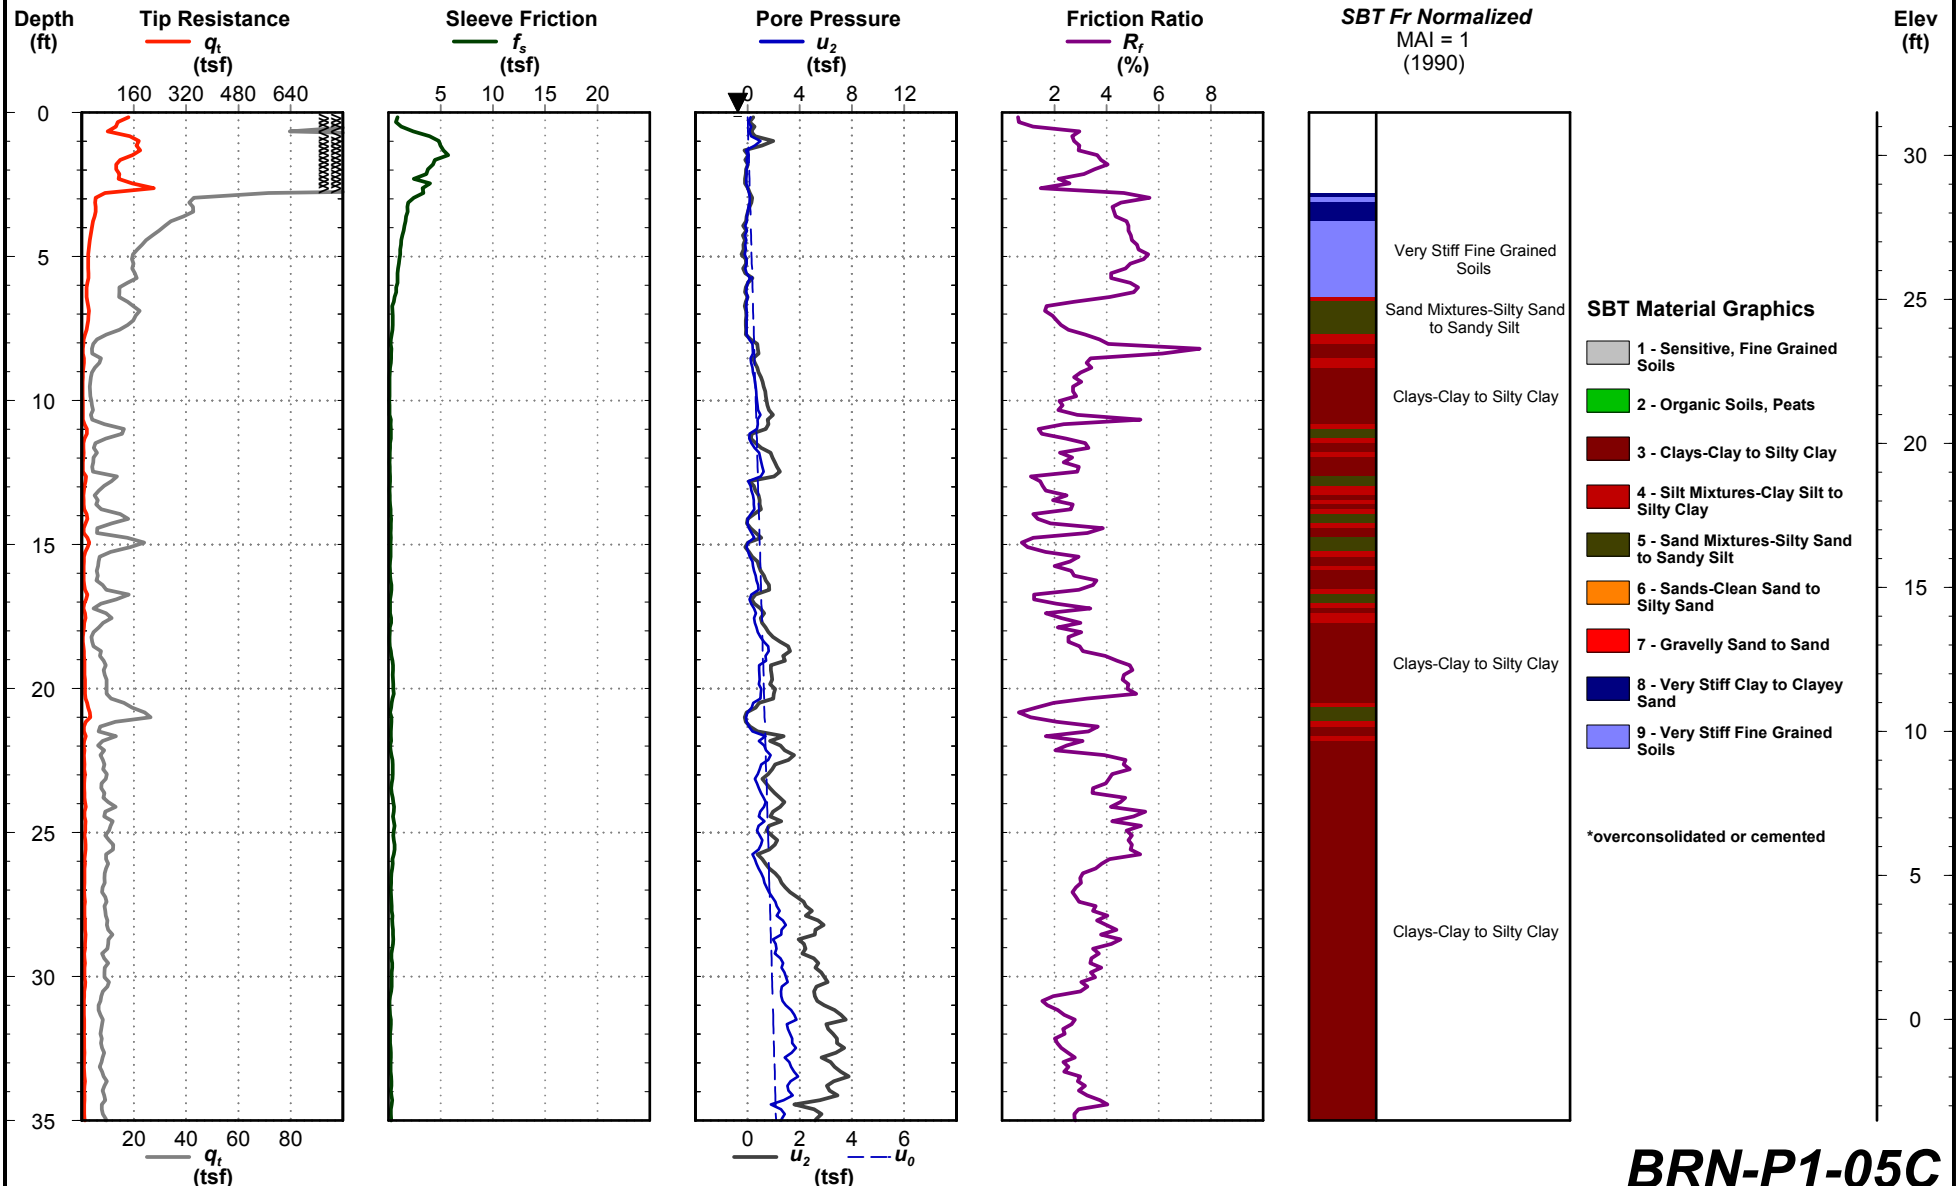 Depth
(ft)
Tip Resistance
qt
(tsf)
160 320 480 640
Sleeve Friction
fs
(tsf)
5 10 15 20
Pore Pressure
u2
(tsf)
0 4 8 12
Friction Ratio
Rf
(%)
2 4 6 8
SBT Fr Normalized
MAI = 1
(1990)
Elev
(ft)
0
5
10
15
20
25
30
35
Very Stiff Fine Grained
Soils
Sand Mixtures-Silty Sand
to Sandy Silt
Clays-Clay to Silty Clay
Clays-Clay to Silty Clay
Clays-Clay to Silty Clay
SBT Material Graphics
1 - Sensitive, Fine Grained
Soils
2 - Organic Soils, Peats
3 - Clays-Clay to Silty Clay
4 - Silt Mixtures-Clay Silt to
Silty Clay
5 - Sand Mixtures-Silty Sand
to Sandy Silt
6 - Sands-Clean Sand to
Silty Sand
7 - Gravelly Sand to Sand
8 - Very Stiff Clay to Clayey
Sand
9 - Very Stiff Fine Grained
Soils
*overconsolidated or cemented
30
25
20
15
10
5
0
20 40 60 80
qt
(tsf)
0 2 4 6
u2
u0
(tsf)
BRN-P1-05C